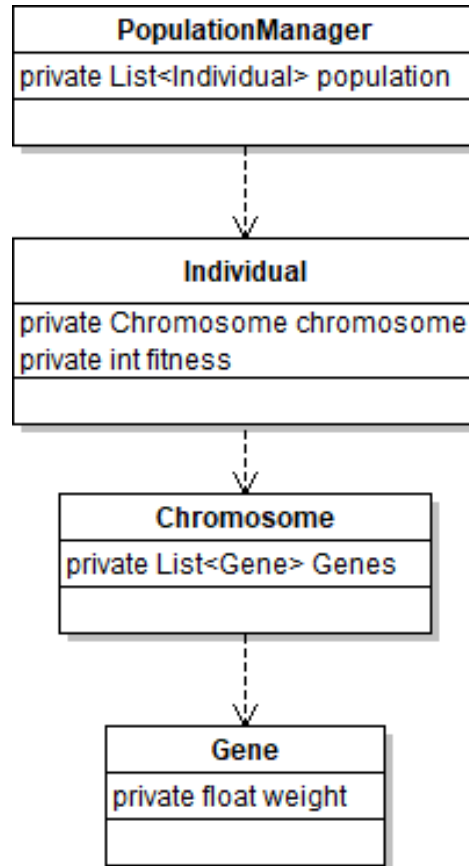 PopulationManager
private List<Individual> population
Individual
private Chromosome chromosome
private int fitness
Chromosome
private List<Gene> Genes
Gene
private float weight